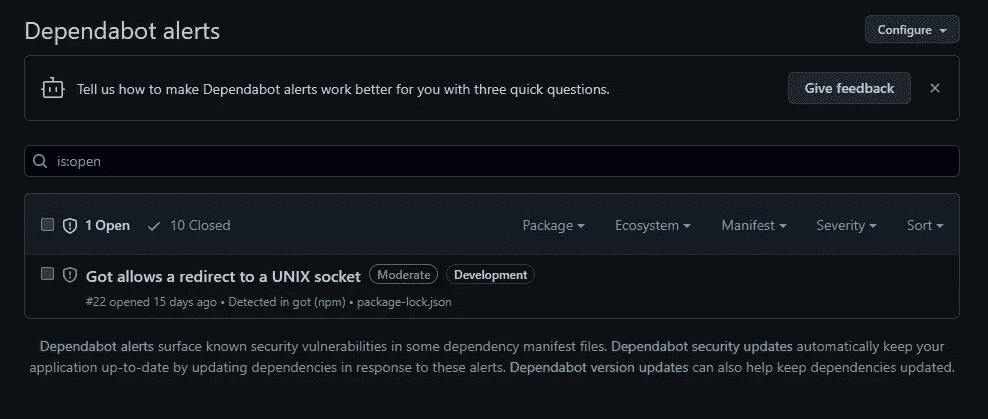 Dependabot alerts
Configure
Tell us how to make Dependabot alerts work better for you with three quick questions.
Give feedback
is:open
1 Open 10 Closed Package Ecosystem Manifest Severity Sort
Got allows a redirect to a UNIX socket Moderate Development
#22 opened 15 days ago • Detected in got (npm) • package-lock.json
Dependabot alerts surface known security vulnerabilities in some dependency manifest files. Dependabot security updates automatically keep your
application up-to-date by updating dependencies in response to these alerts. Dependabot version updates can also help keep dependencies updated.